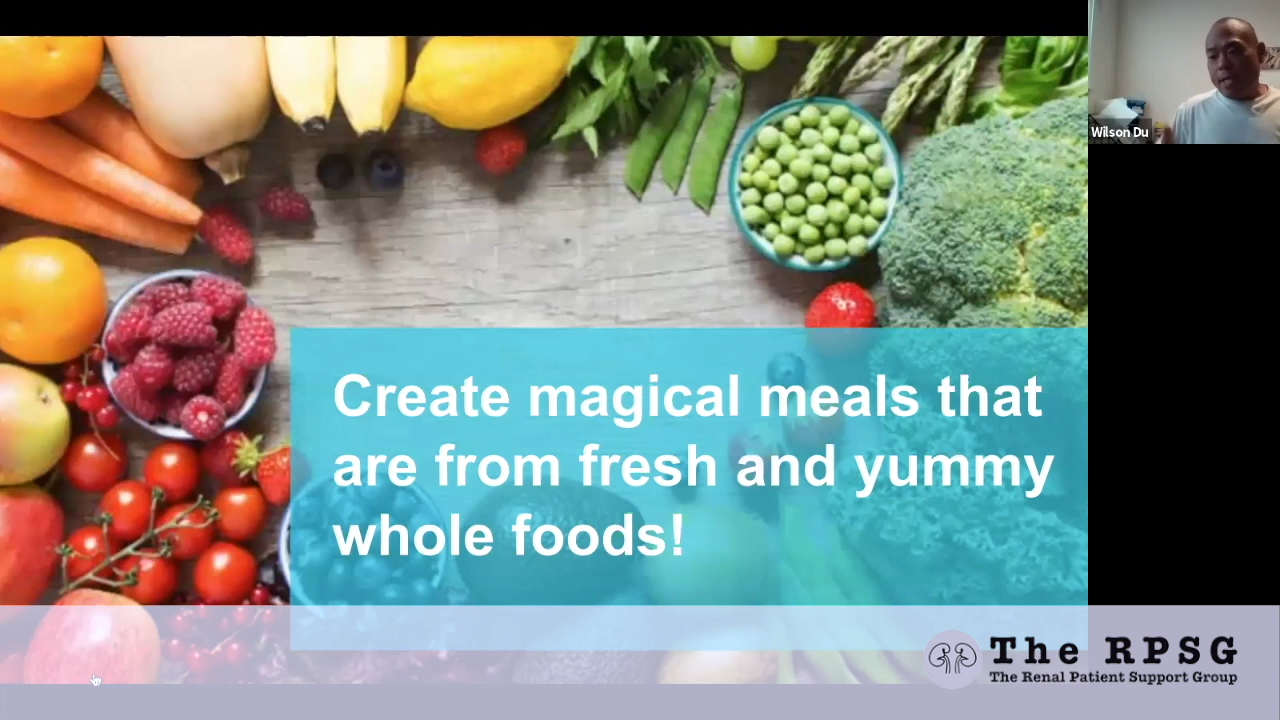 Wilson Du
Create magical meals that
are from fresh and yummy
whole foods!
The RPSG
The Renal Patient Support Group